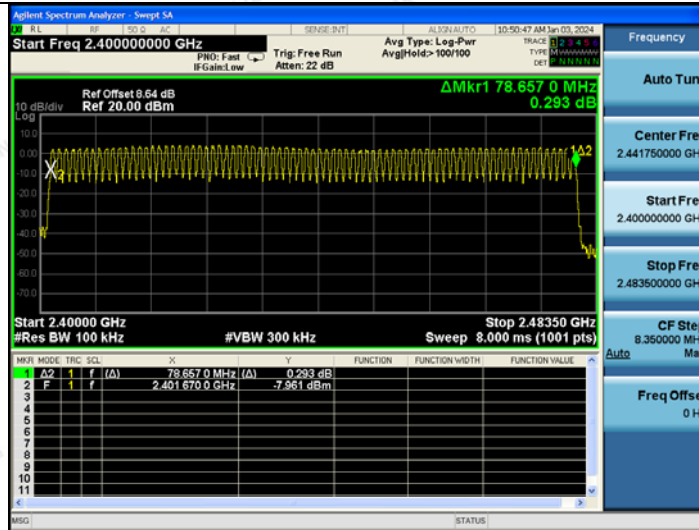 Agilent Spectrum Analyzer - Swept SA
RL RF 50 Ω AC SENSE:INT ALIGN AUTO 10:50:47 AM Jan 03, 2024
Start Freq 2.400000000 GHz
PNO: Fast
IFGain:Low
Trig: Free Run
Atten: 22 dB
Avg Type: Log-Pwr
Avg|Hold:> 100/100
TRACE 1 2 3 4 5 6
TYPE M
DET P N N N N N
Ref Offset 8.64 dB
Ref 20.00 dBm
10 dB/div
Log
ΔMkr1 78.657 0 MHz
0.293 dB
10.0
0.00
-10.0
-20.0
-30.0
-40.0
-50.0
-60.0
-70.0
2
1Δ2
Start 2.40000 GHz
#Res BW 100 kHz
#VBW 300 kHz
Stop 2.48350 GHz
Sweep 8.000 ms (1001 pts)
MKR MODE TRC SCL X Y FUNCTION FUNCTION WIDTH FUNCTION VALUE
1 Δ2 1 f (Δ) 78.657 0 MHz (Δ) 0.293 dB
2 F 1 f 2.401 670 0 GHz -7.961 dBm
3
4
5
6
7
8
9
10
11
MSG STATUS
Frequency
Auto Tun
Center Fre
2.441750000 GH
Start Fre
2.400000000 GH
Stop Fre
2.483500000 GH
CF Ste
8.350000 MH
Auto Ma
Freq Offse
0 H